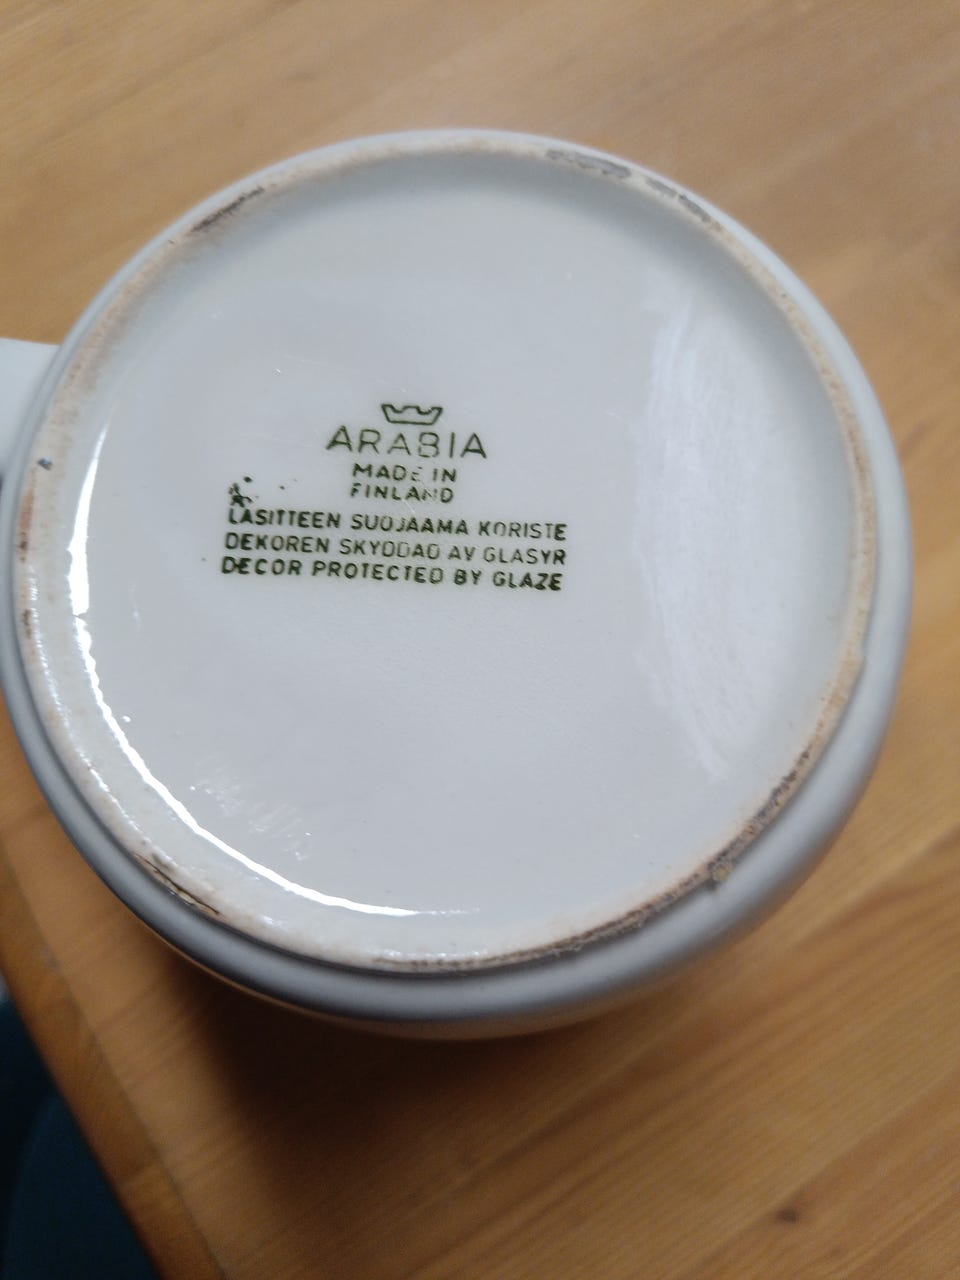 ARABIA
MADE IN
FINLAND
LASITTEEN SUOJAAMA KORISTE
DEKOREN SKYDDAD AV GLASYR
DECOR PROTECTED BY GLAZE